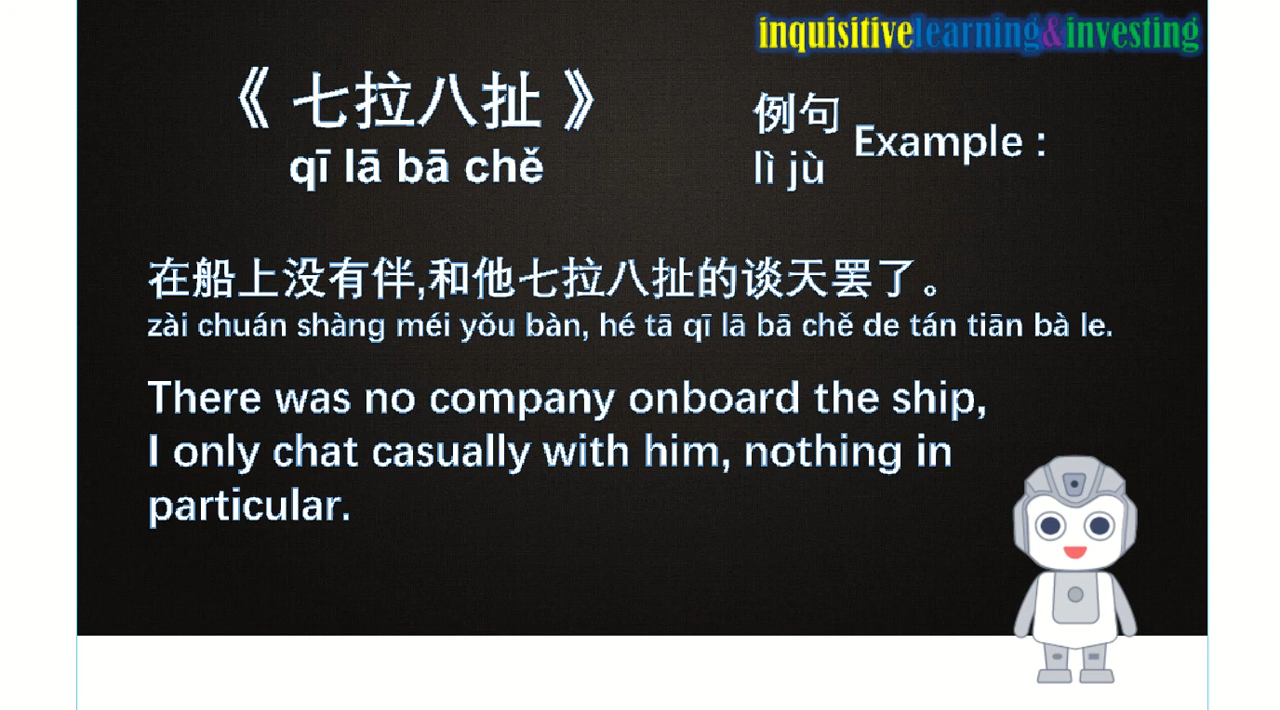 inquisitivelearning&investing
《 七拉八扯 》
qī lā bā chě
例句
lì jù
Example :
在船上没有伴,和他七拉八扯的谈天罢了。
zài chuán shàng méi yǒu bàn, hé tā qī lā bā chě de tán tiān bà le.
There was no company onboard the ship,
I only chat casually with him, nothing in
particular.